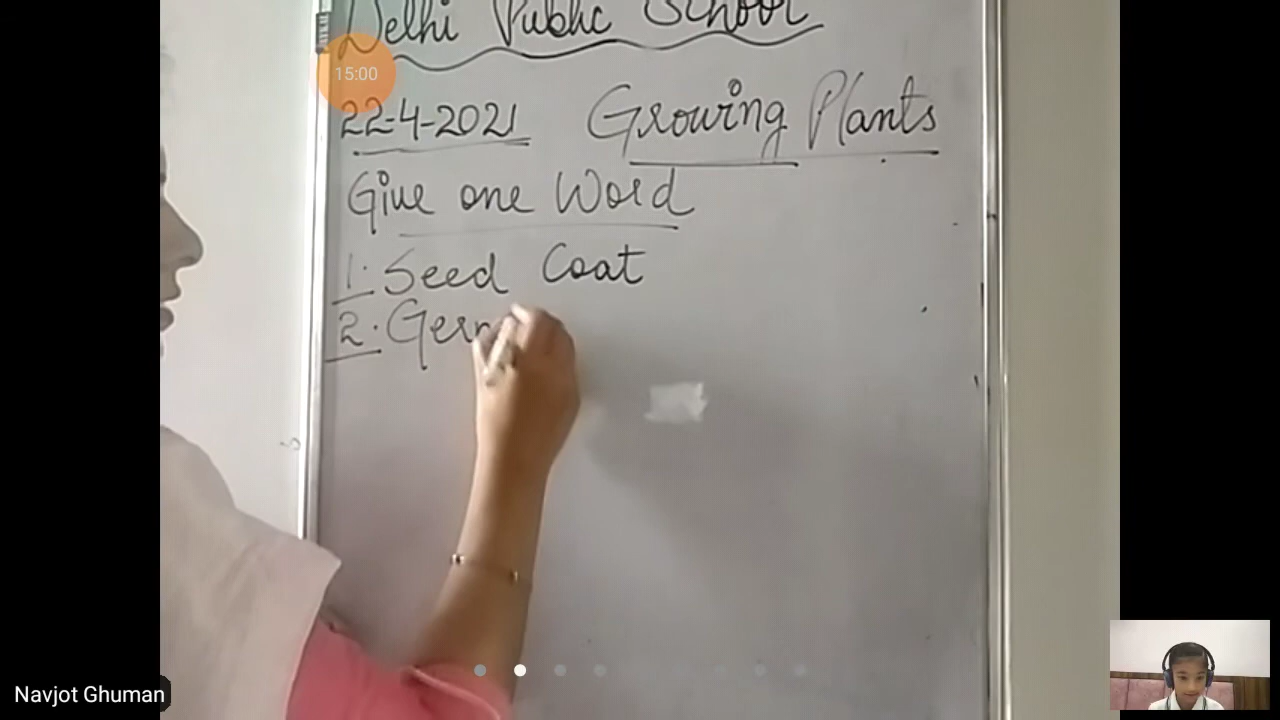 Delhi Public School
15:00
22-4-2021 Growing Plants
Give one Word
1. Seed Coat
2. Ger
Navjot Ghuman